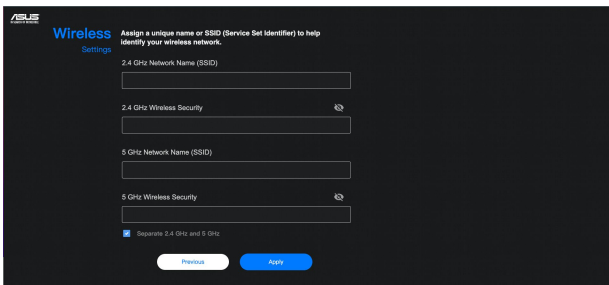 ASUS
Wireless
Settings
Assign a unique name or SSID (Service Set Identifier) to help
identify your wireless network.
2.4 GHz Network Name (SSID)
2.4 GHz Wireless Security
5 GHz Network Name (SSID)
5 GHz Wireless Security
Separate 2.4 GHz and 5 GHz
Previous
Apply